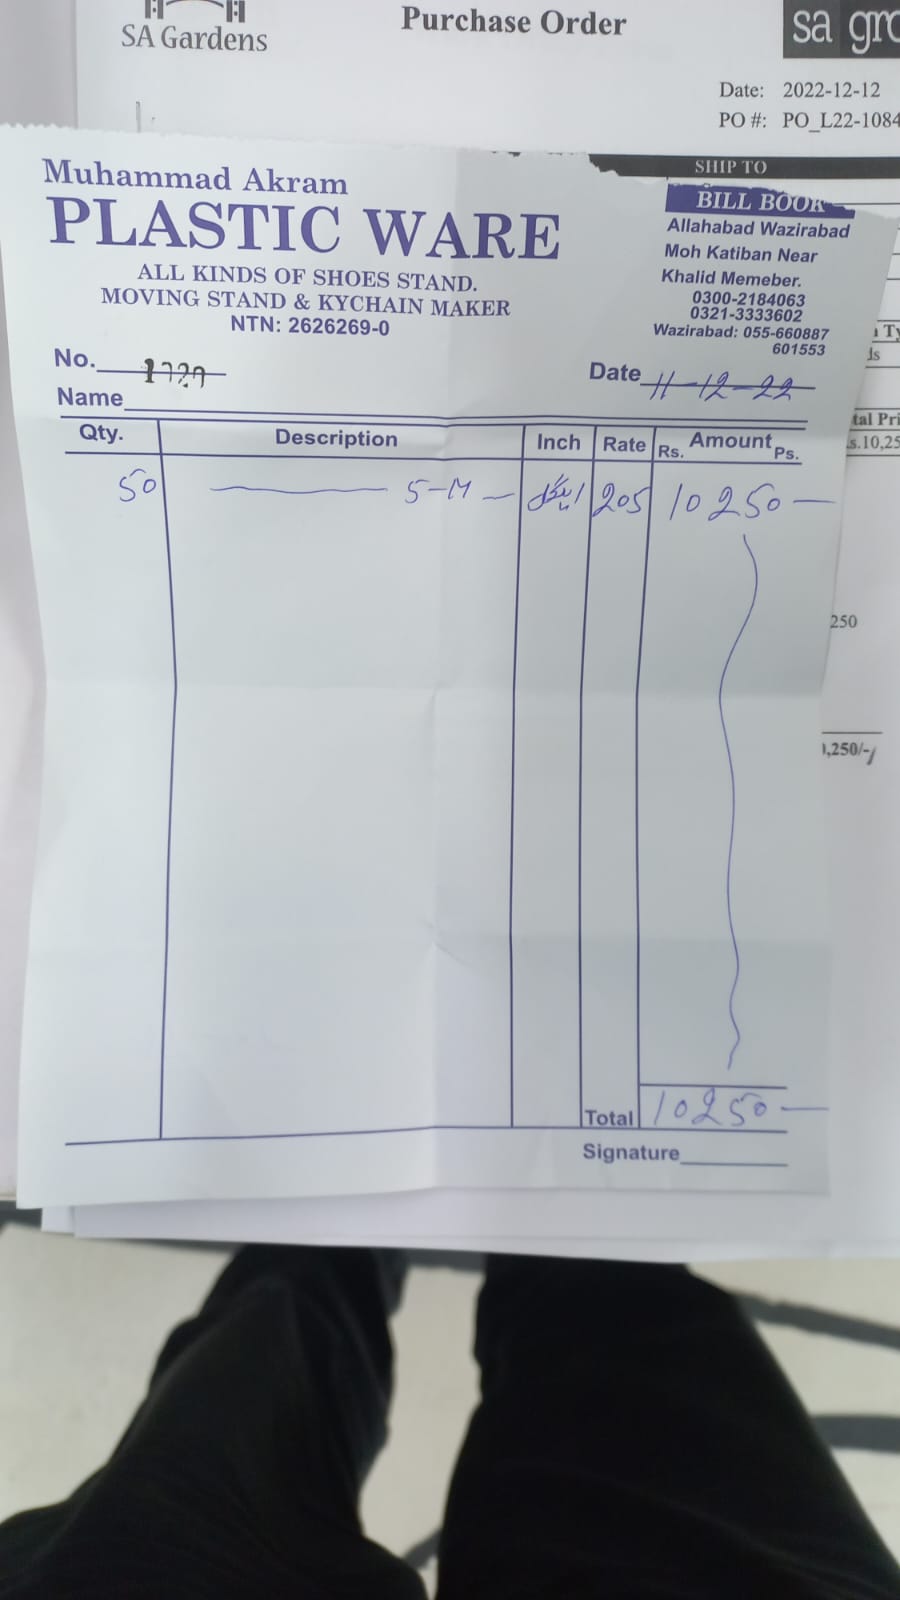 SA Gardens
Purchase Order
sa gro
Date: 2022-12-12
PO #: PO_L22-1084
SHIP TO
Muhammad Akram
PLASTIC WARE
ALL KINDS OF SHOES STAND.
MOVING STAND & KYCHAIN MAKER
NTN: 2626269-0
BILL BOOK
Allahabad Wazirabad
Moh Katiban Near
Khalid Memeber.
0300-2184063
0321-3333602
Wazirabad: 055-660887
601553
No.
Date 11-12-22
Name
Qty. Description Inch Rate Rs. Amount Ps.
50 5-M 205 10250
Total 10250
Signature
tal Pri
s.10,25
250
,250/-